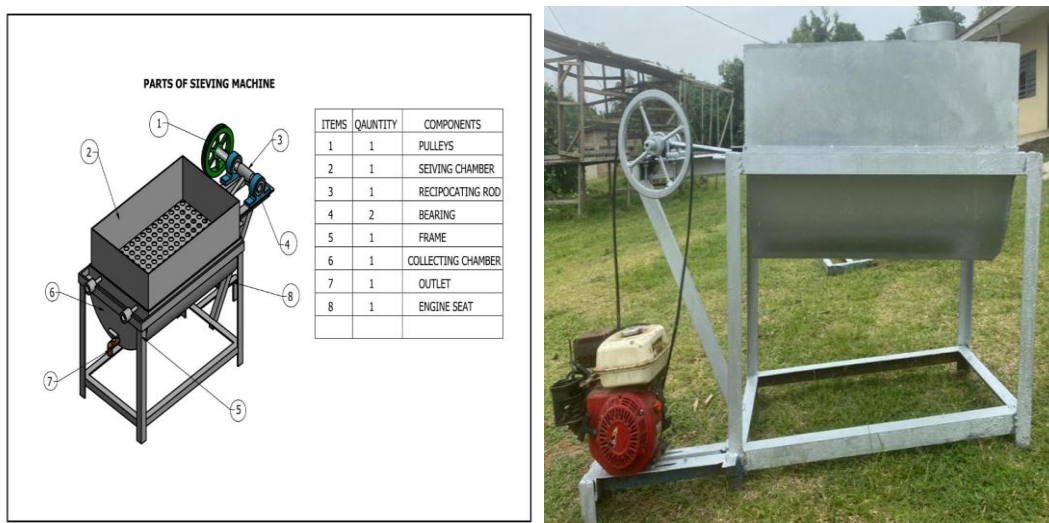 PARTS OF SIEVING MACHINE
1
2
3
4
5
6
7
8
ITEMS QAUNTITY COMPONENTS
1 1 PULLEYS
2 1 SEIVING CHAMBER
3 1 RECIPOCATING ROD
4 2 BEARING
5 1 FRAME
6 1 COLLECTING CHAMBER
7 1 OUTLET
8 1 ENGINE SEAT